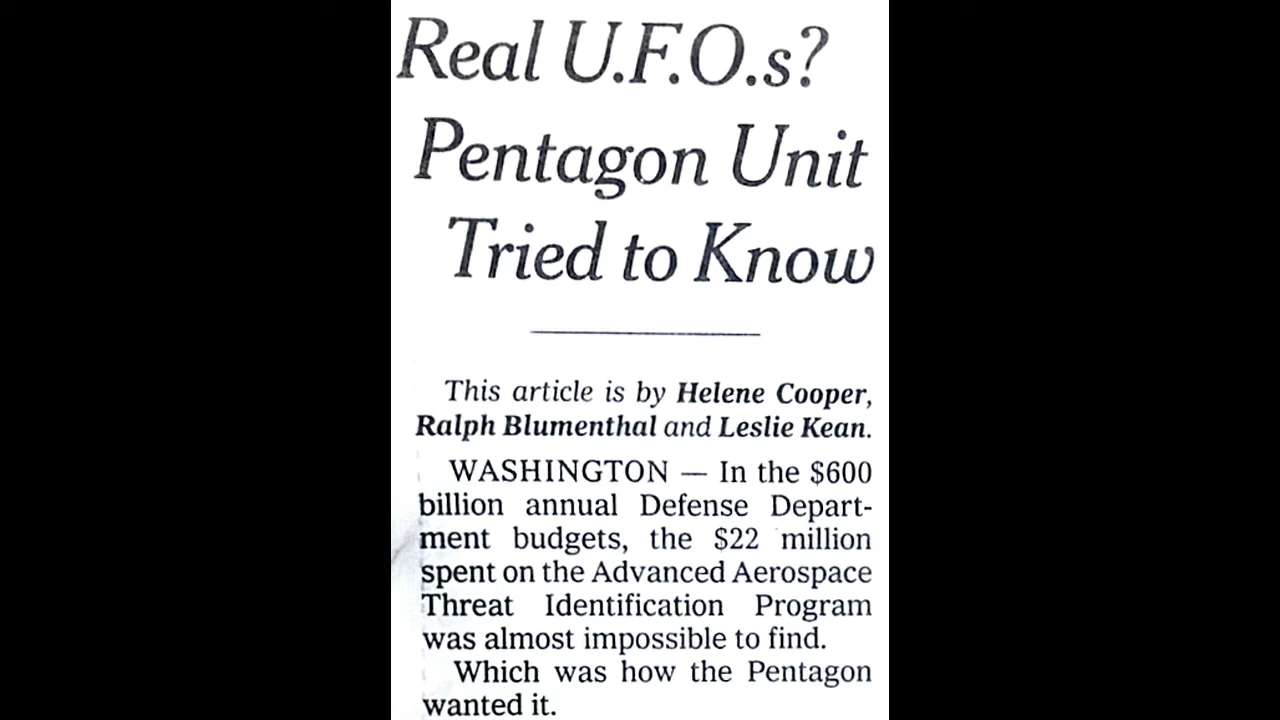 Real U.F.O.s?
Pentagon Unit
Tried to Know
This article is by Helene Cooper,
Ralph Blumenthal and Leslie Kean.
WASHINGTON — In the $600
billion annual Defense Depart-
ment budgets, the $22 million
spent on the Advanced Aerospace
Threat Identification Program
was almost impossible to find.
Which was how the Pentagon
wanted it.